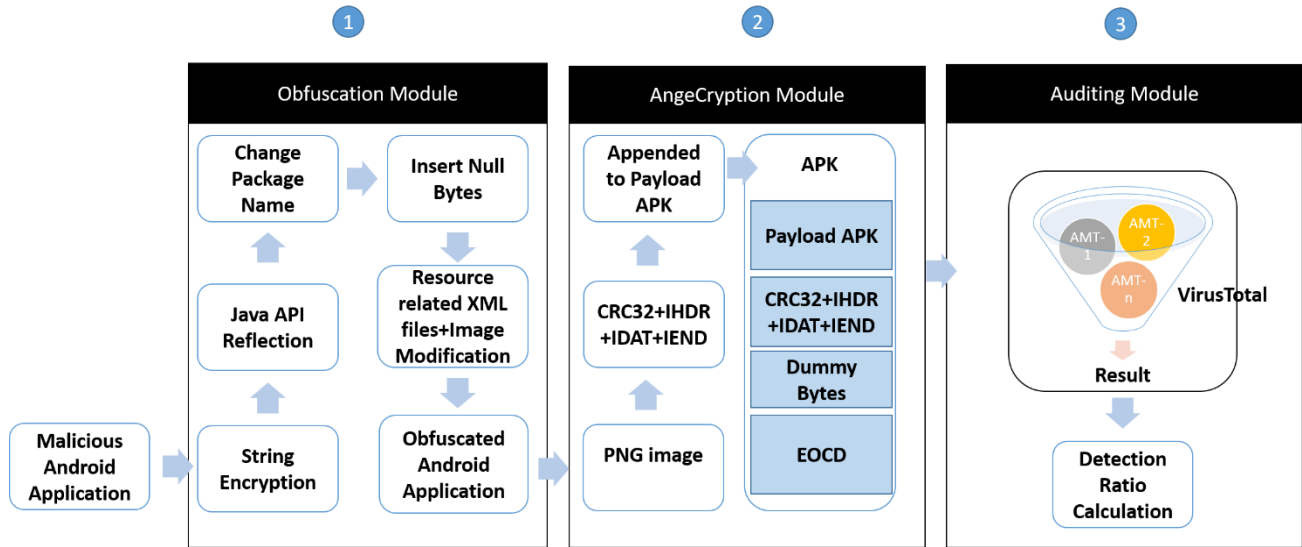 1
2
3
Obfuscation Module
AngeCryption Module
Auditing Module
Malicious
Android
Application
String
Encryption
Java API
Reflection
Change
Package
Name
Insert Null
Bytes
Resource
related XML
files+Image
Modification
Obfuscated
Android
Application
PNG image
CRC32+IHDR
+IDAT+IEND
Appended
to Payload
APK
APK
Payload APK
CRC32+IHDR
+IDAT+IEND
Dummy
Bytes
EOCD
AMT-
1
AMT-
2
AMT-
n
VirusTotal
Result
Detection
Ratio
Calculation